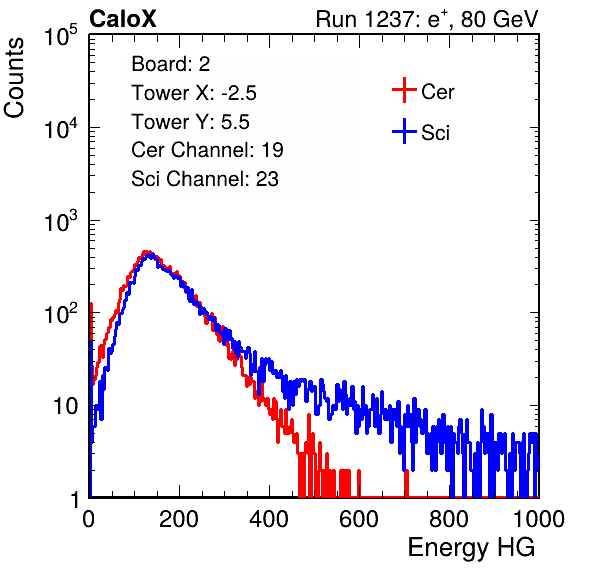 CaloX Run 1237: e⁺, 80 GeV
Counts
Board: 2
Tower X: -2.5
Tower Y: 5.5
Cer Channel: 19
Sci Channel: 23
Cer
Sci
10⁵
10⁴
10³
10²
10
1
0 200 400 600 800 1000
Energy HG